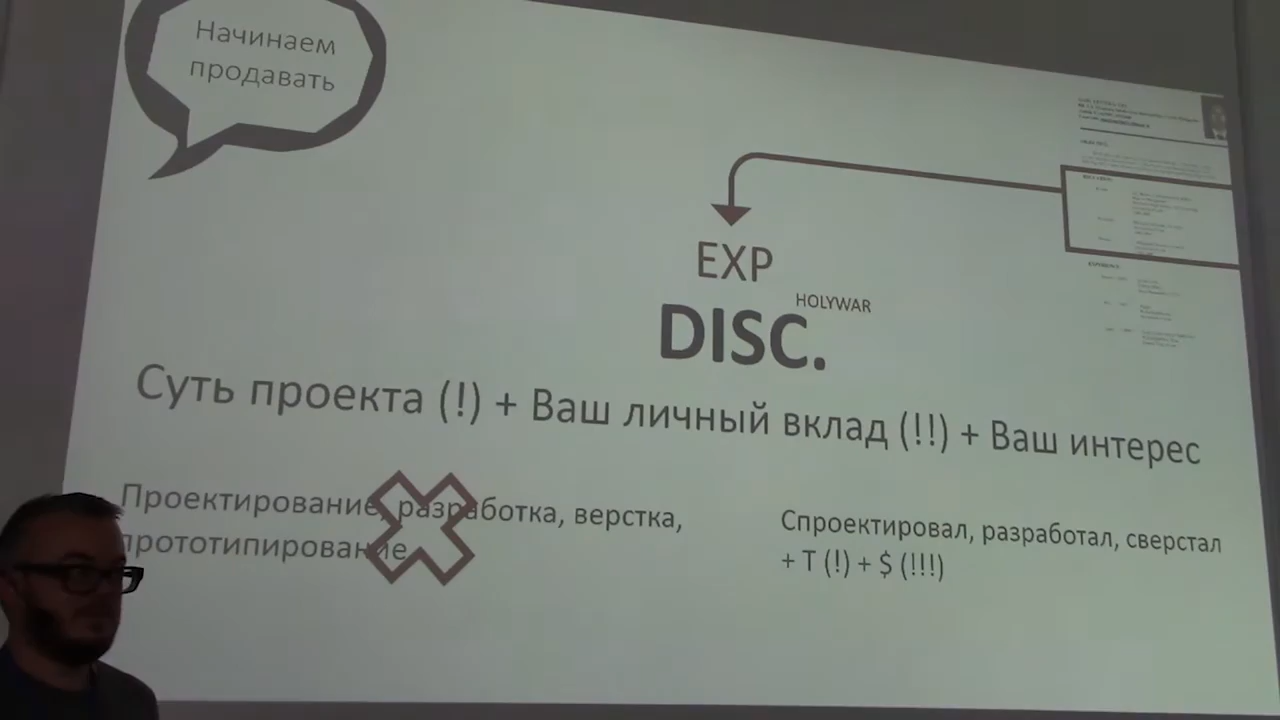 Начинаем
продавать
EXP
HOLYWAR
DISC.
Суть проекта (!) + Ваш личный вклад (!!) + Ваш интерес
Проектирование, разработка, верстка,
прототипирование
Спроектировал, разработал, сверстал
+ T (!) + $ (!!!)